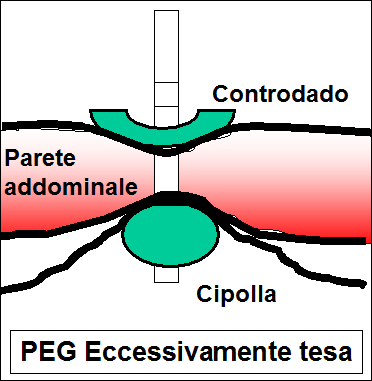 Controdado
Parete
addominale
Cipolla
PEG Eccessivamente tesa